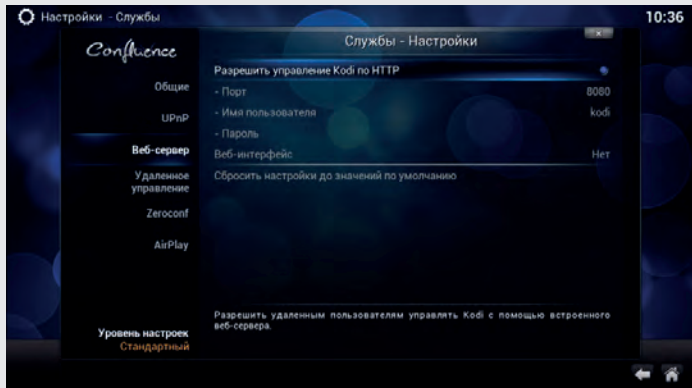 Настройки - Службы
10:36
Confluence
Службы - Настройки
Общие
UPnP
Веб-сервер
Удаленное
управление
Zeroconf
AirPlay
Разрешить управление Kodi по HTTP
- Порт 8080
- Имя пользователя kodi
- Пароль
Веб-интерфейс Нет
Сбросить настройки до значений по умолчанию
Разрешить удаленным пользователям управлять Kodi с помощью встроенного
веб-сервера.
Уровень настроек
Стандартный